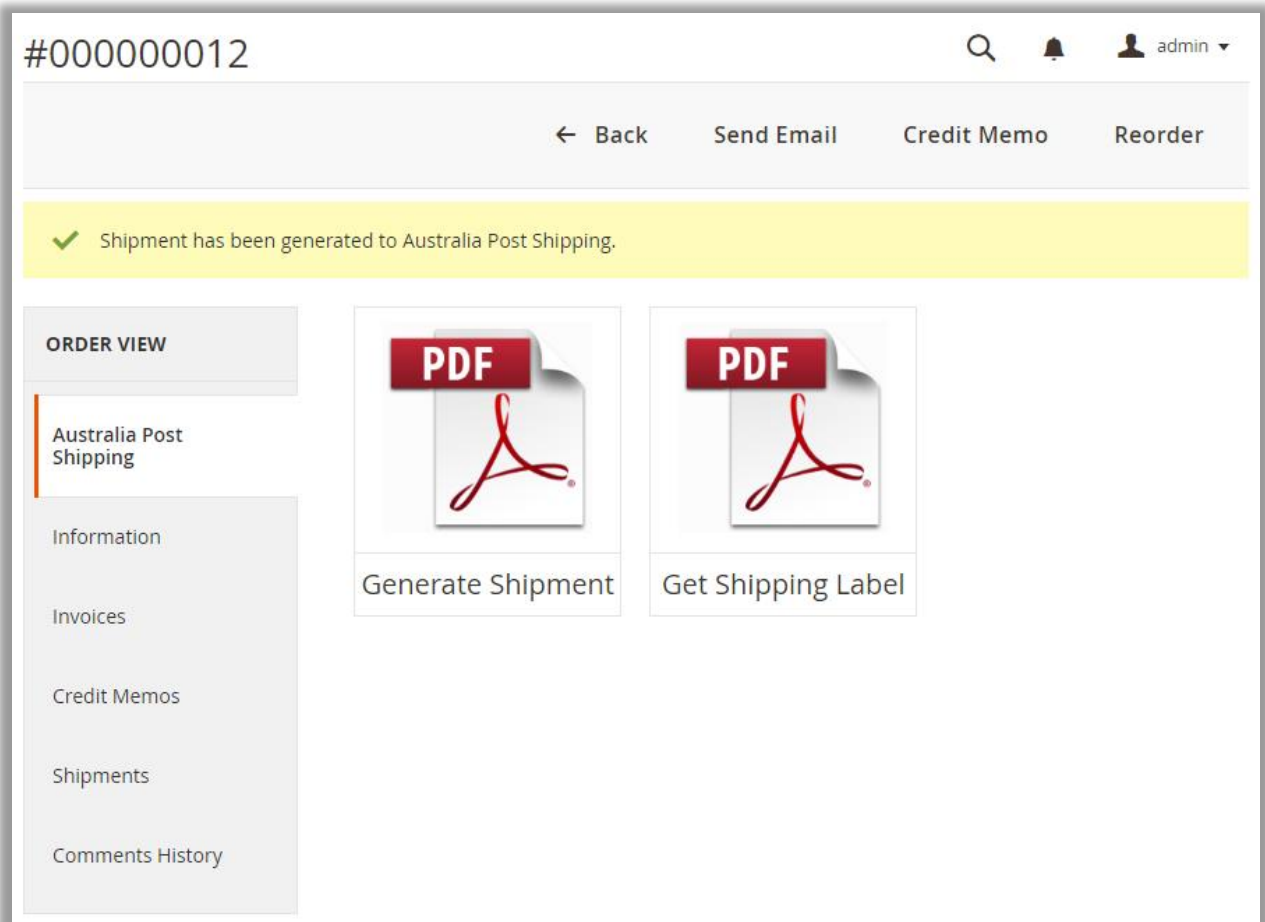 #000000012
admin
Back Send Email Credit Memo Reorder
Shipment has been generated to Australia Post Shipping.
ORDER VIEW
Australia Post
Shipping
Information
Invoices
Credit Memos
Shipments
Comments History
PDF
Generate Shipment
PDF
Get Shipping Label